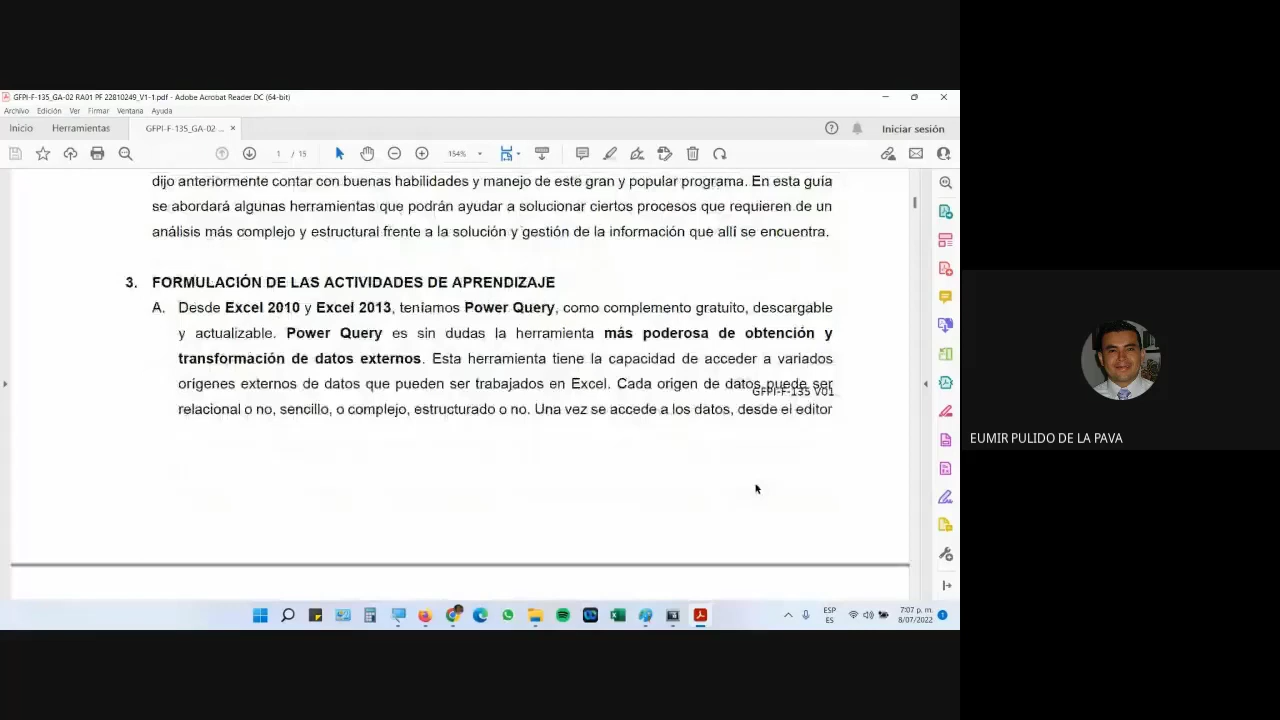 GFPI-F-135_GA-02 RA01 PF 22810249_V1-1.pdf - Adobe Acrobat Reader DC (64-bit)
Archivo Edición Ver Firmar Ventana Ayuda
Inicio Herramientas GFPI-F-135_GA-02 ... × Iniciar sesión
1 / 15 154%
dijo anteriormente contar con buenas habilidades y manejo de este gran y popular programa. En esta guía
se abordará algunas herramientas que podrán ayudar a solucionar ciertos procesos que requieren de un
análisis más complejo y estructural frente a la solución y gestión de la información que allí se encuentra.
3. FORMULACIÓN DE LAS ACTIVIDADES DE APRENDIZAJE
A. Desde Excel 2010 y Excel 2013, teníamos Power Query, como complemento gratuito, descargable
y actualizable. Power Query es sin dudas la herramienta más poderosa de obtención y
transformación de datos externos. Esta herramienta tiene la capacidad de acceder a variados
orígenes externos de datos que pueden ser trabajados en Excel. Cada origen de datos puede ser
GFPI-F-135 V01
relacional o no, sencillo, o complejo, estructurado o no. Una vez se accede a los datos, desde el editor
EUMIR PULIDO DE LA PAVA
ESP
ES
7:07 p. m.
8/07/2022